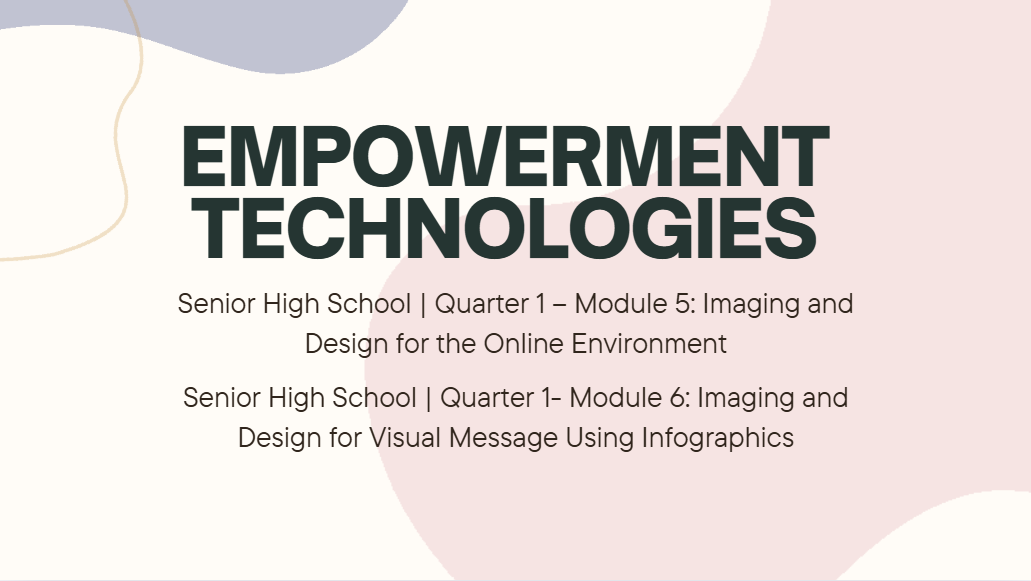 EMPOWERMENT
TECHNOLOGIES
Senior High School | Quarter 1 – Module 5: Imaging and
Design for the Online Environment
Senior High School | Quarter 1- Module 6: Imaging and
Design for Visual Message Using Infographics